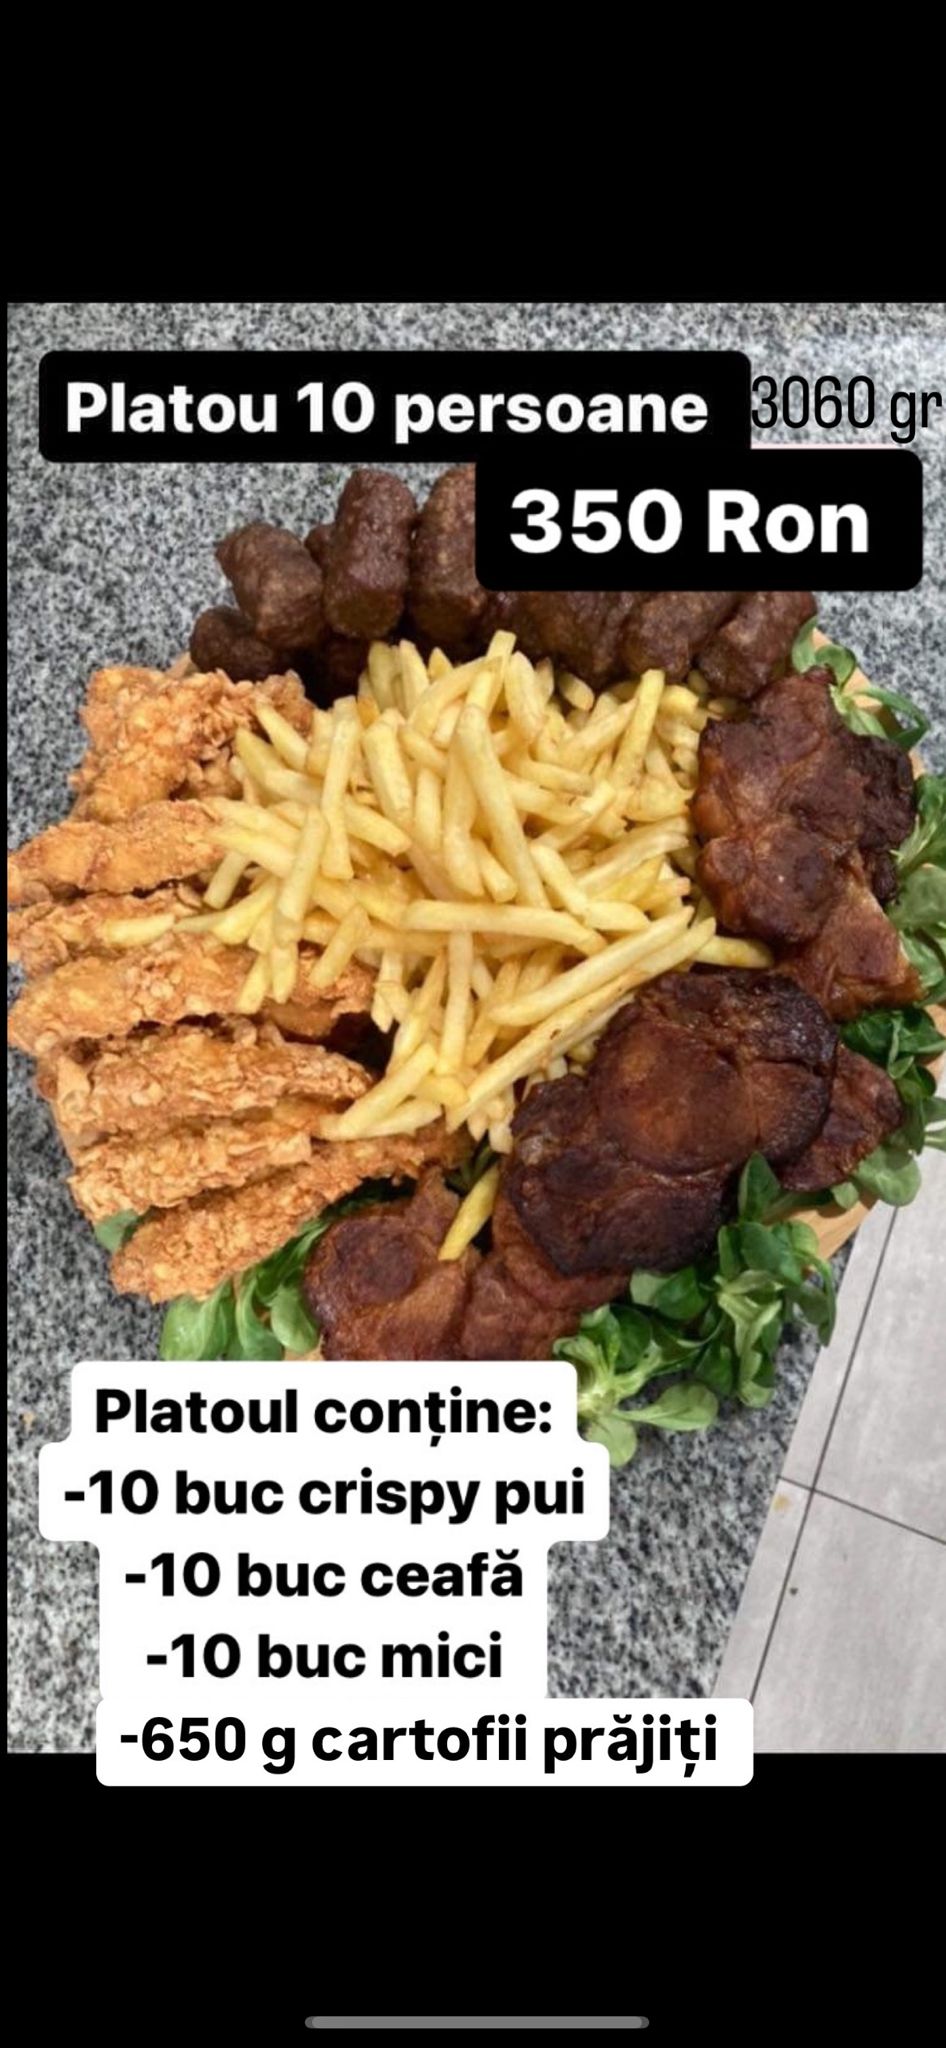 Platou 10 persoane 3060 gr
350 Ron
Platoul conține:
-10 buc crispy pui
-10 buc ceafă
-10 buc mici
-650 g cartofii prăjiți